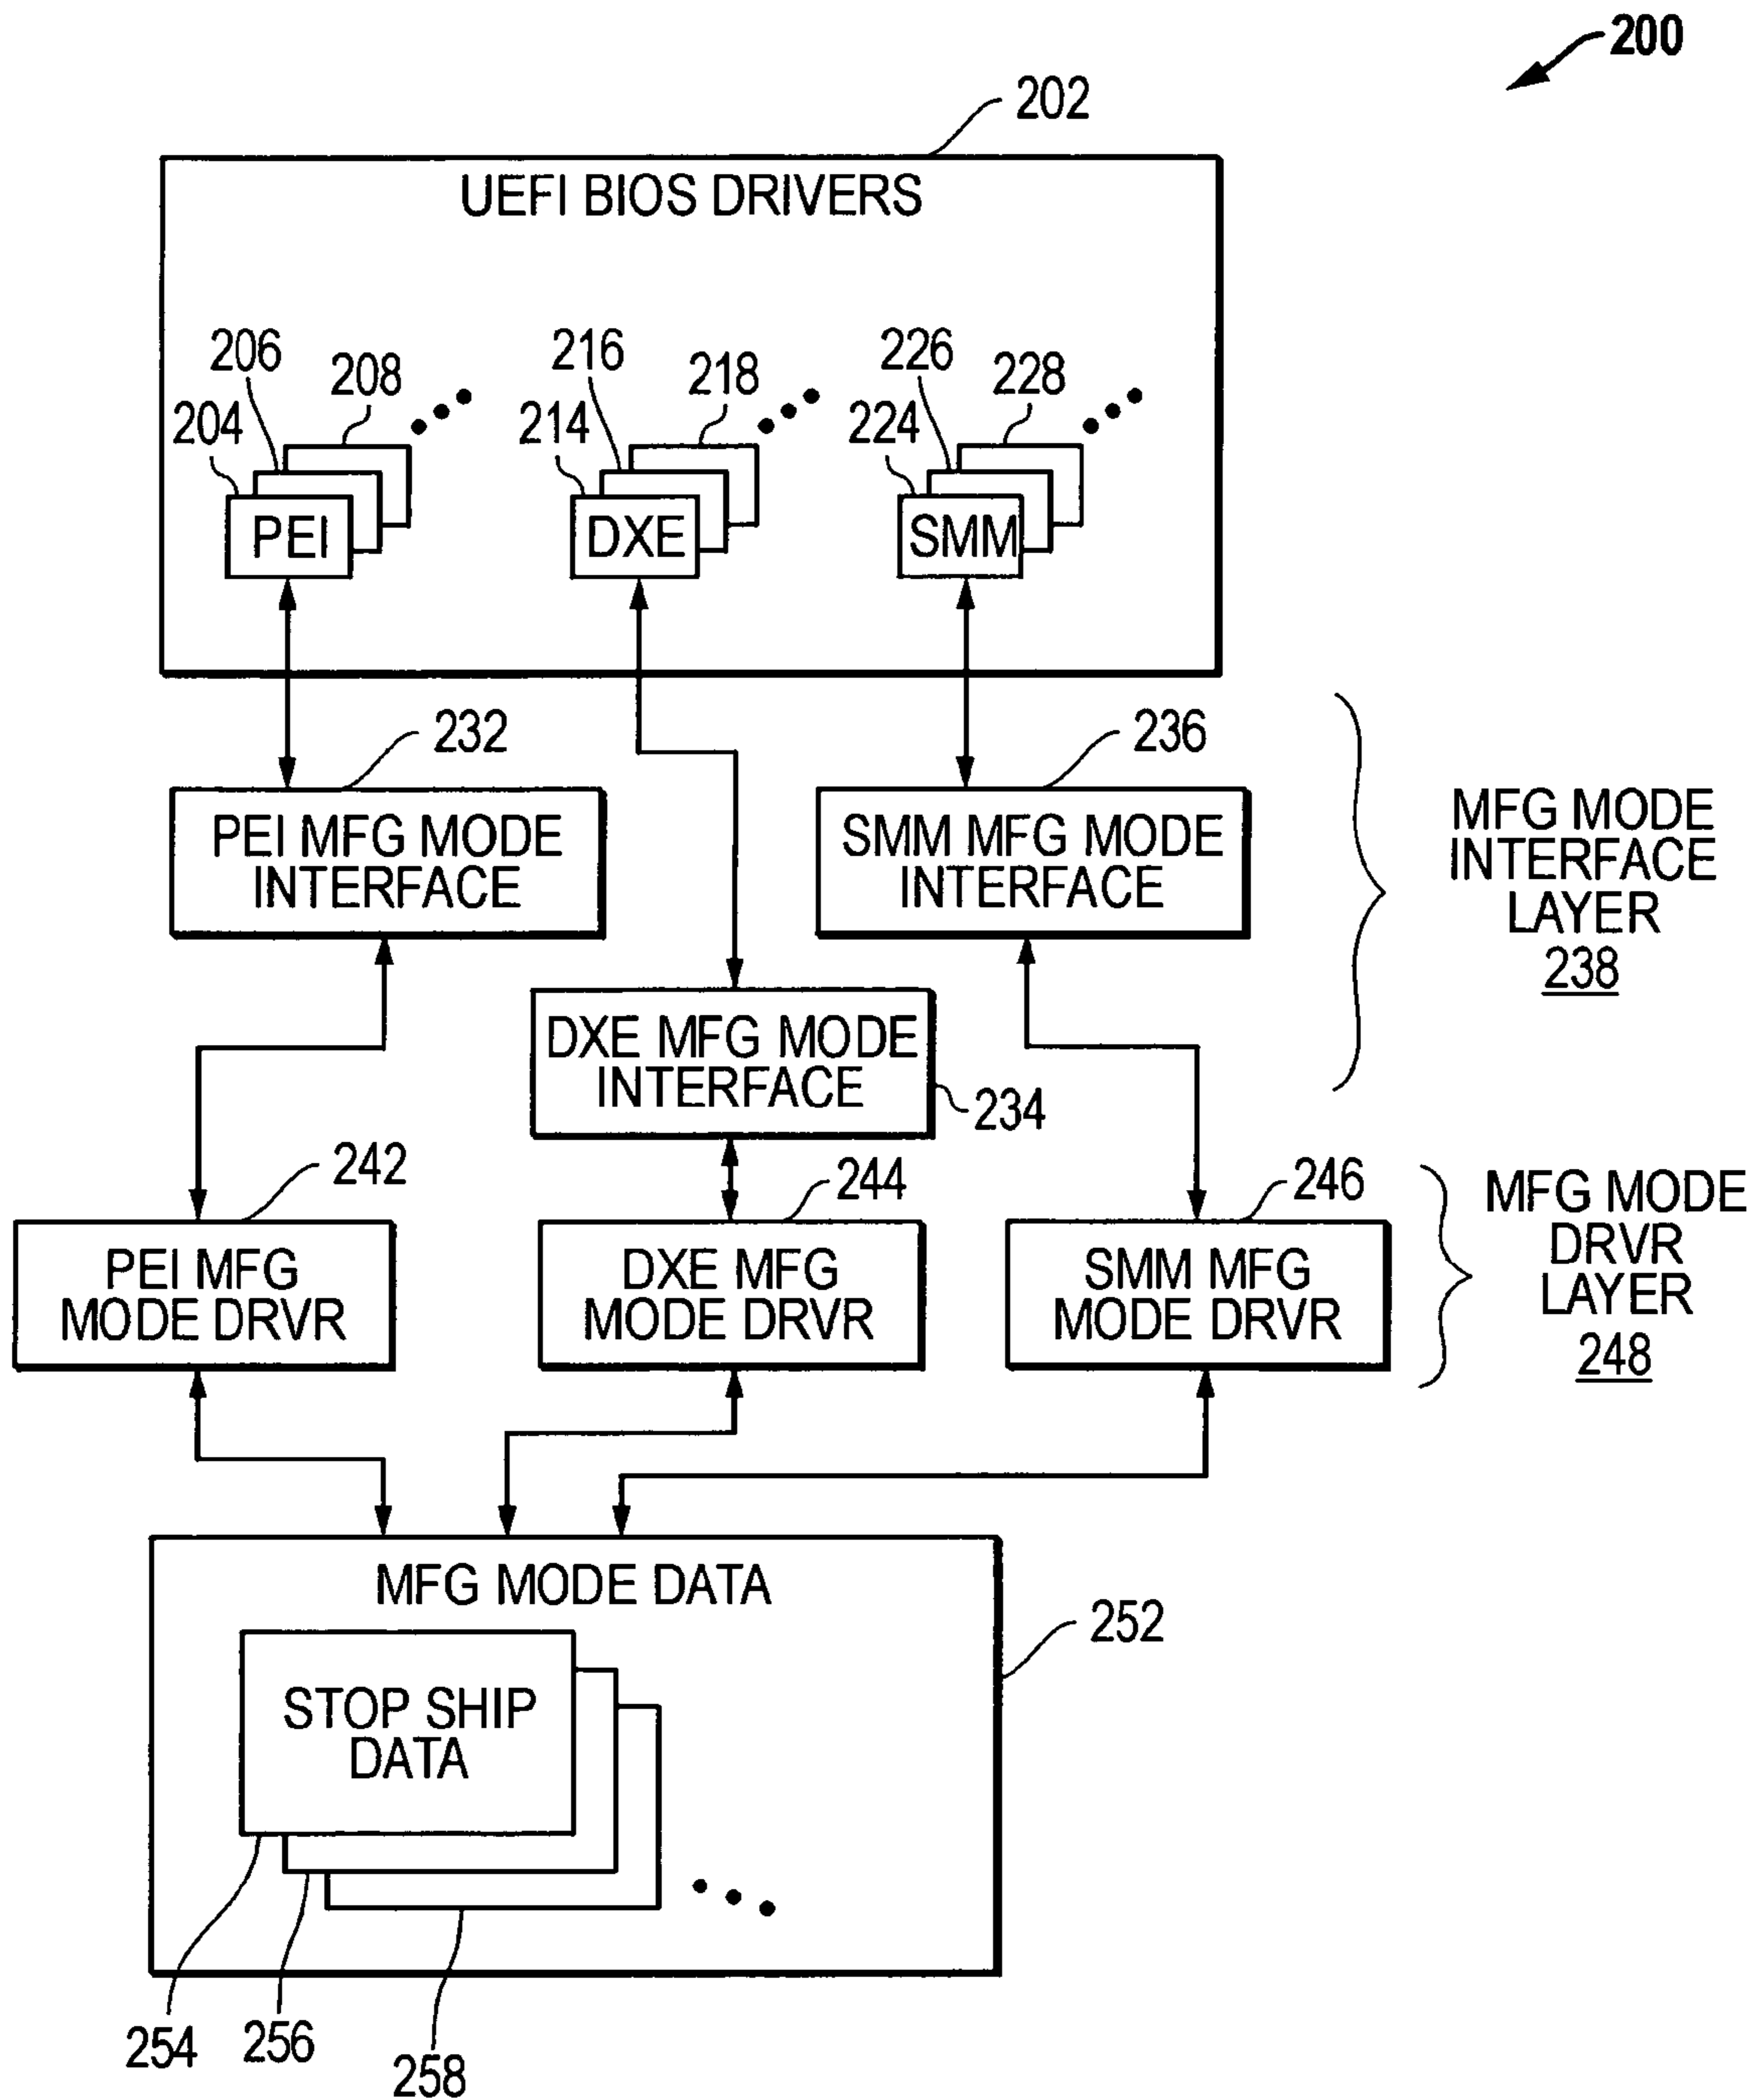 200
202
UEFI BIOS DRIVERS
206
208
216
218
226
228
204
214
224
PEI
DXE
SMM
232
236
PEI MFG MODE
INTERFACE
SMM MFG MODE
INTERFACE
MFG MODE
INTERFACE
LAYER
238
DXE MFG MODE
INTERFACE
234
242
244
246
MFG MODE
DRVR
LAYER
248
PEI MFG
MODE DRVR
DXE MFG
MODE DRVR
SMM MFG
MODE DRVR
MFG MODE DATA
252
STOP SHIP
DATA
254
256
258